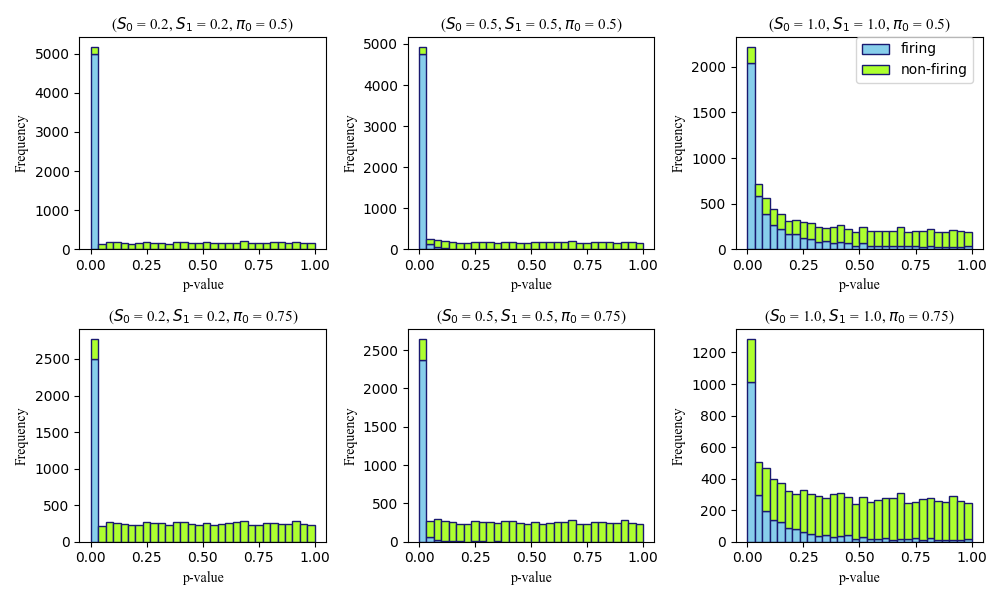 (S₀ = 0.2, S₁ = 0.2, π₀ = 0.5)
5000
4000
3000
2000
1000
0
Frequency
0.00 0.25 0.50 0.75 1.00
p-value
(S₀ = 0.5, S₁ = 0.5, π₀ = 0.5)
5000
4000
3000
2000
1000
0
Frequency
0.00 0.25 0.50 0.75 1.00
p-value
(S₀ = 1.0, S₁ = 1.0, π₀ = 0.5)
firing
non-firing
2000
1500
1000
500
0
Frequency
0.00 0.25 0.50 0.75 1.00
p-value
(S₀ = 0.2, S₁ = 0.2, π₀ = 0.75)
2500
2000
1500
1000
500
0
Frequency
0.00 0.25 0.50 0.75 1.00
p-value
(S₀ = 0.5, S₁ = 0.5, π₀ = 0.75)
2500
2000
1500
1000
500
0
Frequency
0.00 0.25 0.50 0.75 1.00
p-value
(S₀ = 1.0, S₁ = 1.0, π₀ = 0.75)
1200
1000
800
600
400
200
0
Frequency
0.00 0.25 0.50 0.75 1.00
p-value